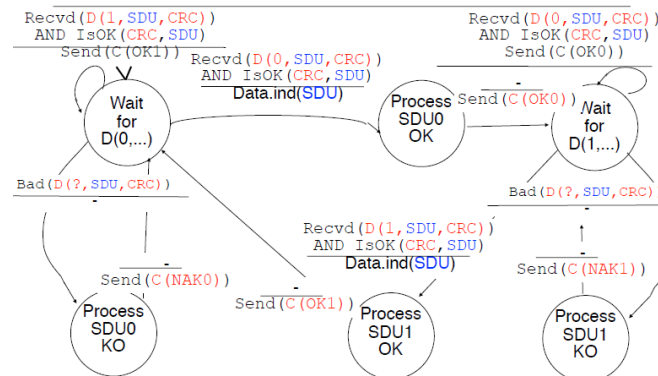 Recvd(D(1,SDU,CRC))
AND IsOK(CRC,SDU)
Send(C(OK1))
Recvd(D(0,SDU,CRC))
AND IsOK(CRC,SDU)
Data.ind(SDU)
Recvd(D(0,SDU,CRC))
AND IsOK(CRC,SDU)
Send(C(OK0))
Wait
for
D(0,...)
Process
SDU0
OK
-
Send(C(OK0))
Wait
for
D(1,...)
Bad(D(?,SDU,CRC))
-
Bad(D(?,SDU,CRC)
-
Recvd(D(1,SDU,CRC))
AND IsOK(CRC,SDU)
Data.ind(SDU)
-
Send(C(NAK0))
-
Send(C(OK1))
-
Send(C(NAK1))
Process
SDU0
KO
Process
SDU1
OK
Process
SDU1
KO